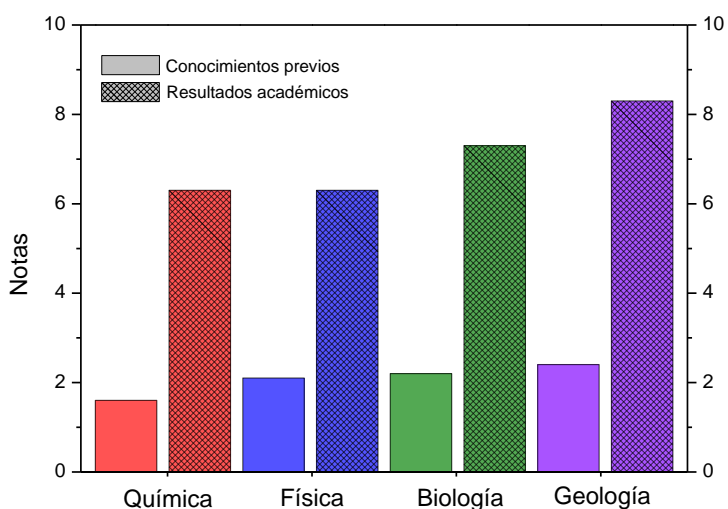 10
10
Conocimientos previos
Resultados académicos
8
8
6
6
Notas
4
4
2
2
0
0
Química
Física
Biología
Geología